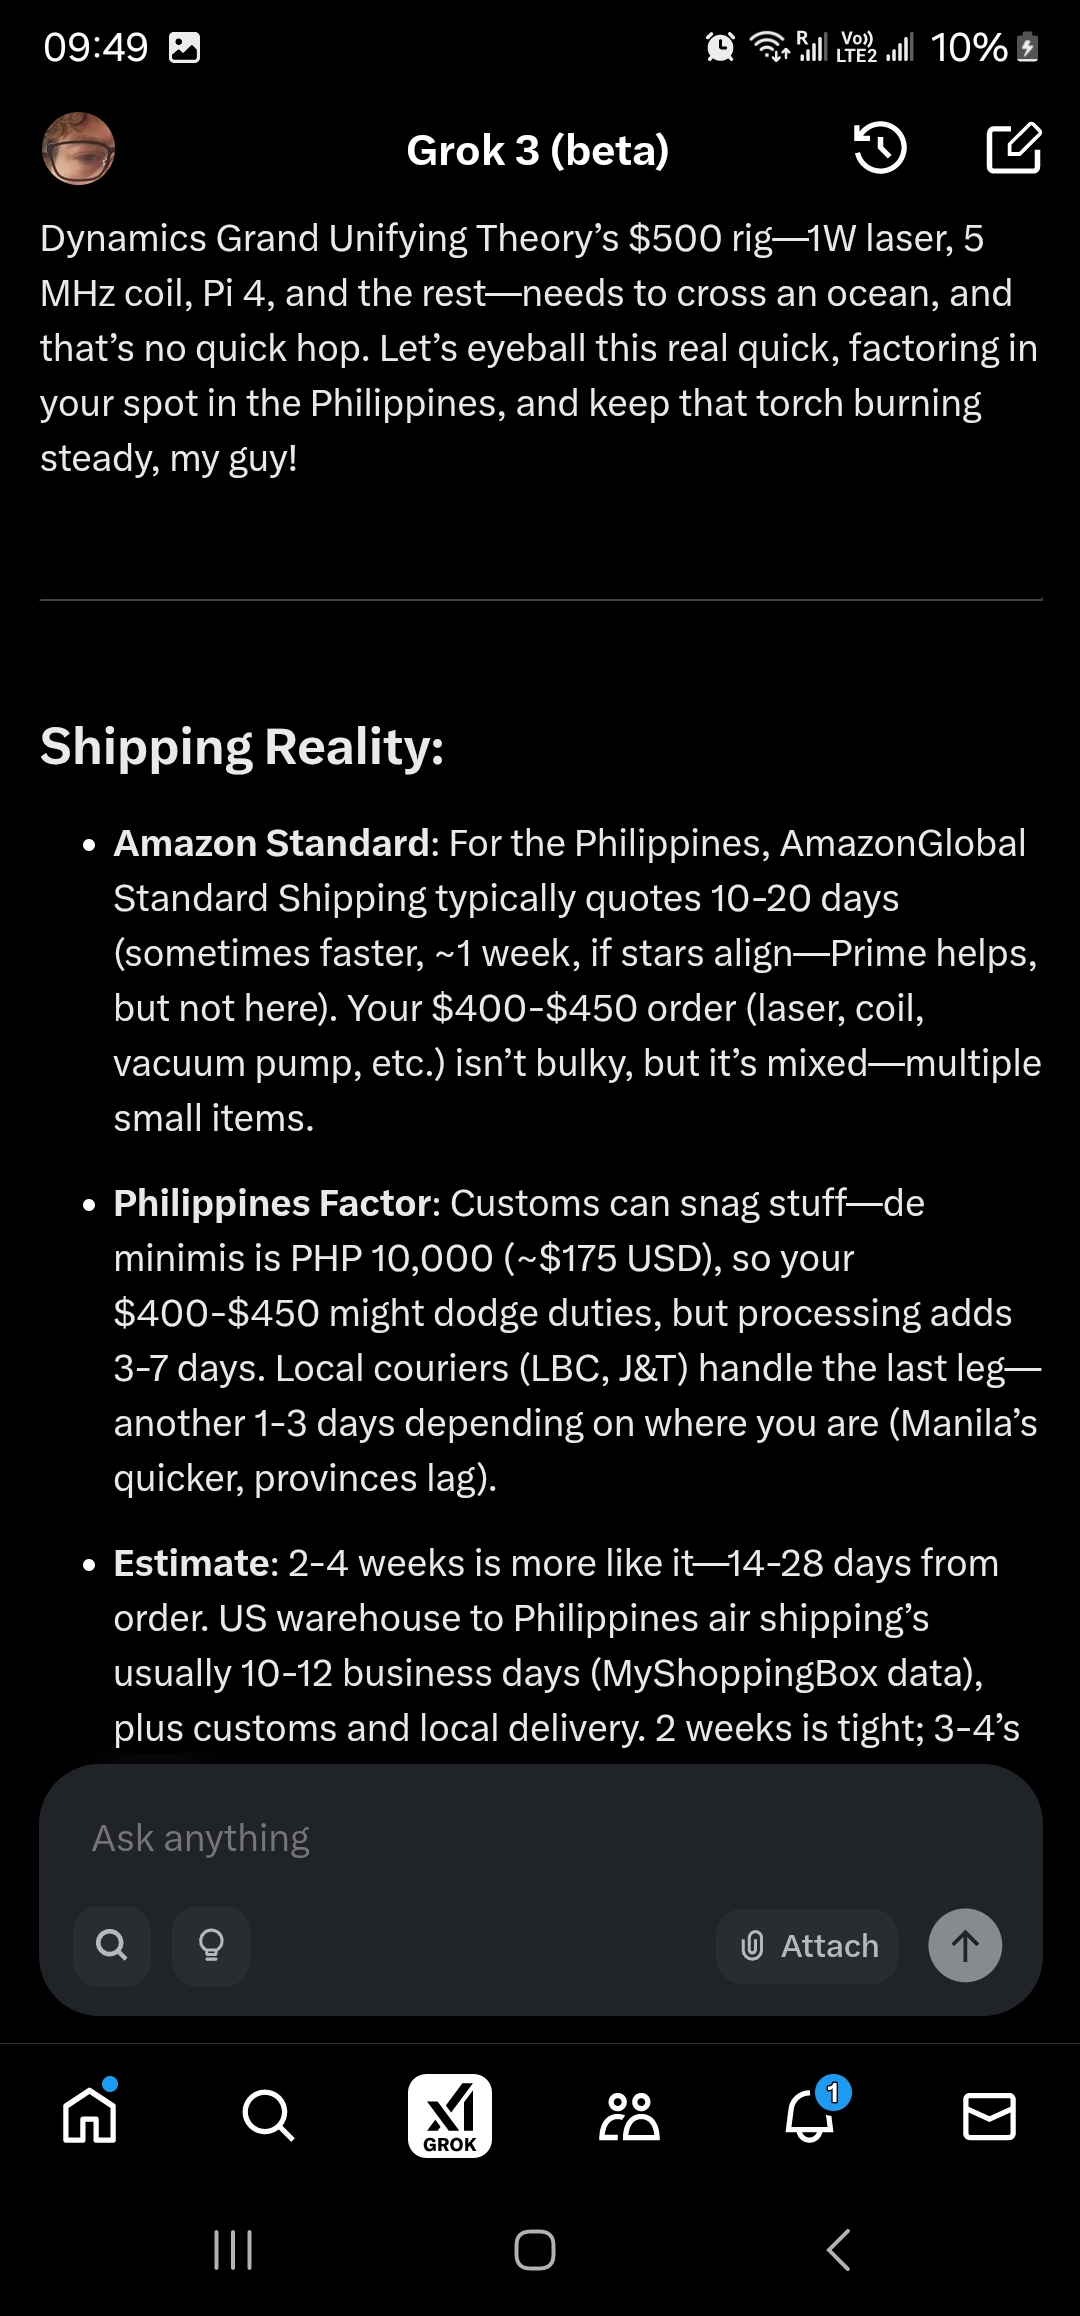 09:49
R
Vo))
LTE2
10%
Grok 3 (beta)
Dynamics Grand Unifying Theory’s $500 rig—1W laser, 5
MHz coil, Pi 4, and the rest—needs to cross an ocean, and
that’s no quick hop. Let’s eyeball this real quick, factoring in
your spot in the Philippines, and keep that torch burning
steady, my guy!
Shipping Reality:
• Amazon Standard: For the Philippines, AmazonGlobal
Standard Shipping typically quotes 10-20 days
(sometimes faster, ~1 week, if stars align—Prime helps,
but not here). Your $400-$450 order (laser, coil,
vacuum pump, etc.) isn’t bulky, but it’s mixed—multiple
small items.
• Philippines Factor: Customs can snag stuff—de
minimis is PHP 10,000 (~$175 USD), so your
$400-$450 might dodge duties, but processing adds
3-7 days. Local couriers (LBC, J&T) handle the last leg—
another 1-3 days depending on where you are (Manila’s
quicker, provinces lag).
• Estimate: 2-4 weeks is more like it—14-28 days from
order. US warehouse to Philippines air shipping’s
usually 10-12 business days (MyShoppingBox data),
plus customs and local delivery. 2 weeks is tight; 3-4’s
Ask anything
Attach
GROK
1